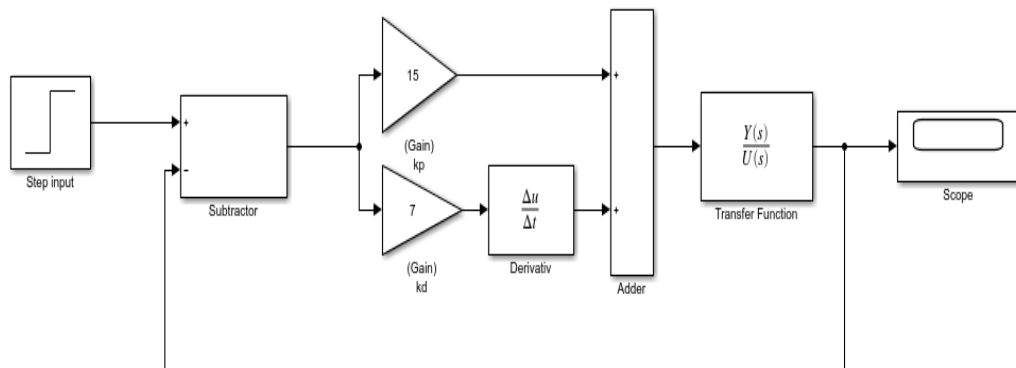 Step input
+
−
Subtractor
15
(Gain)
kp
7
(Gain)
kd
Δu
Δt
Derivativ
+
+
Adder
Y(s)
U(s)
Transfer Function
Scope